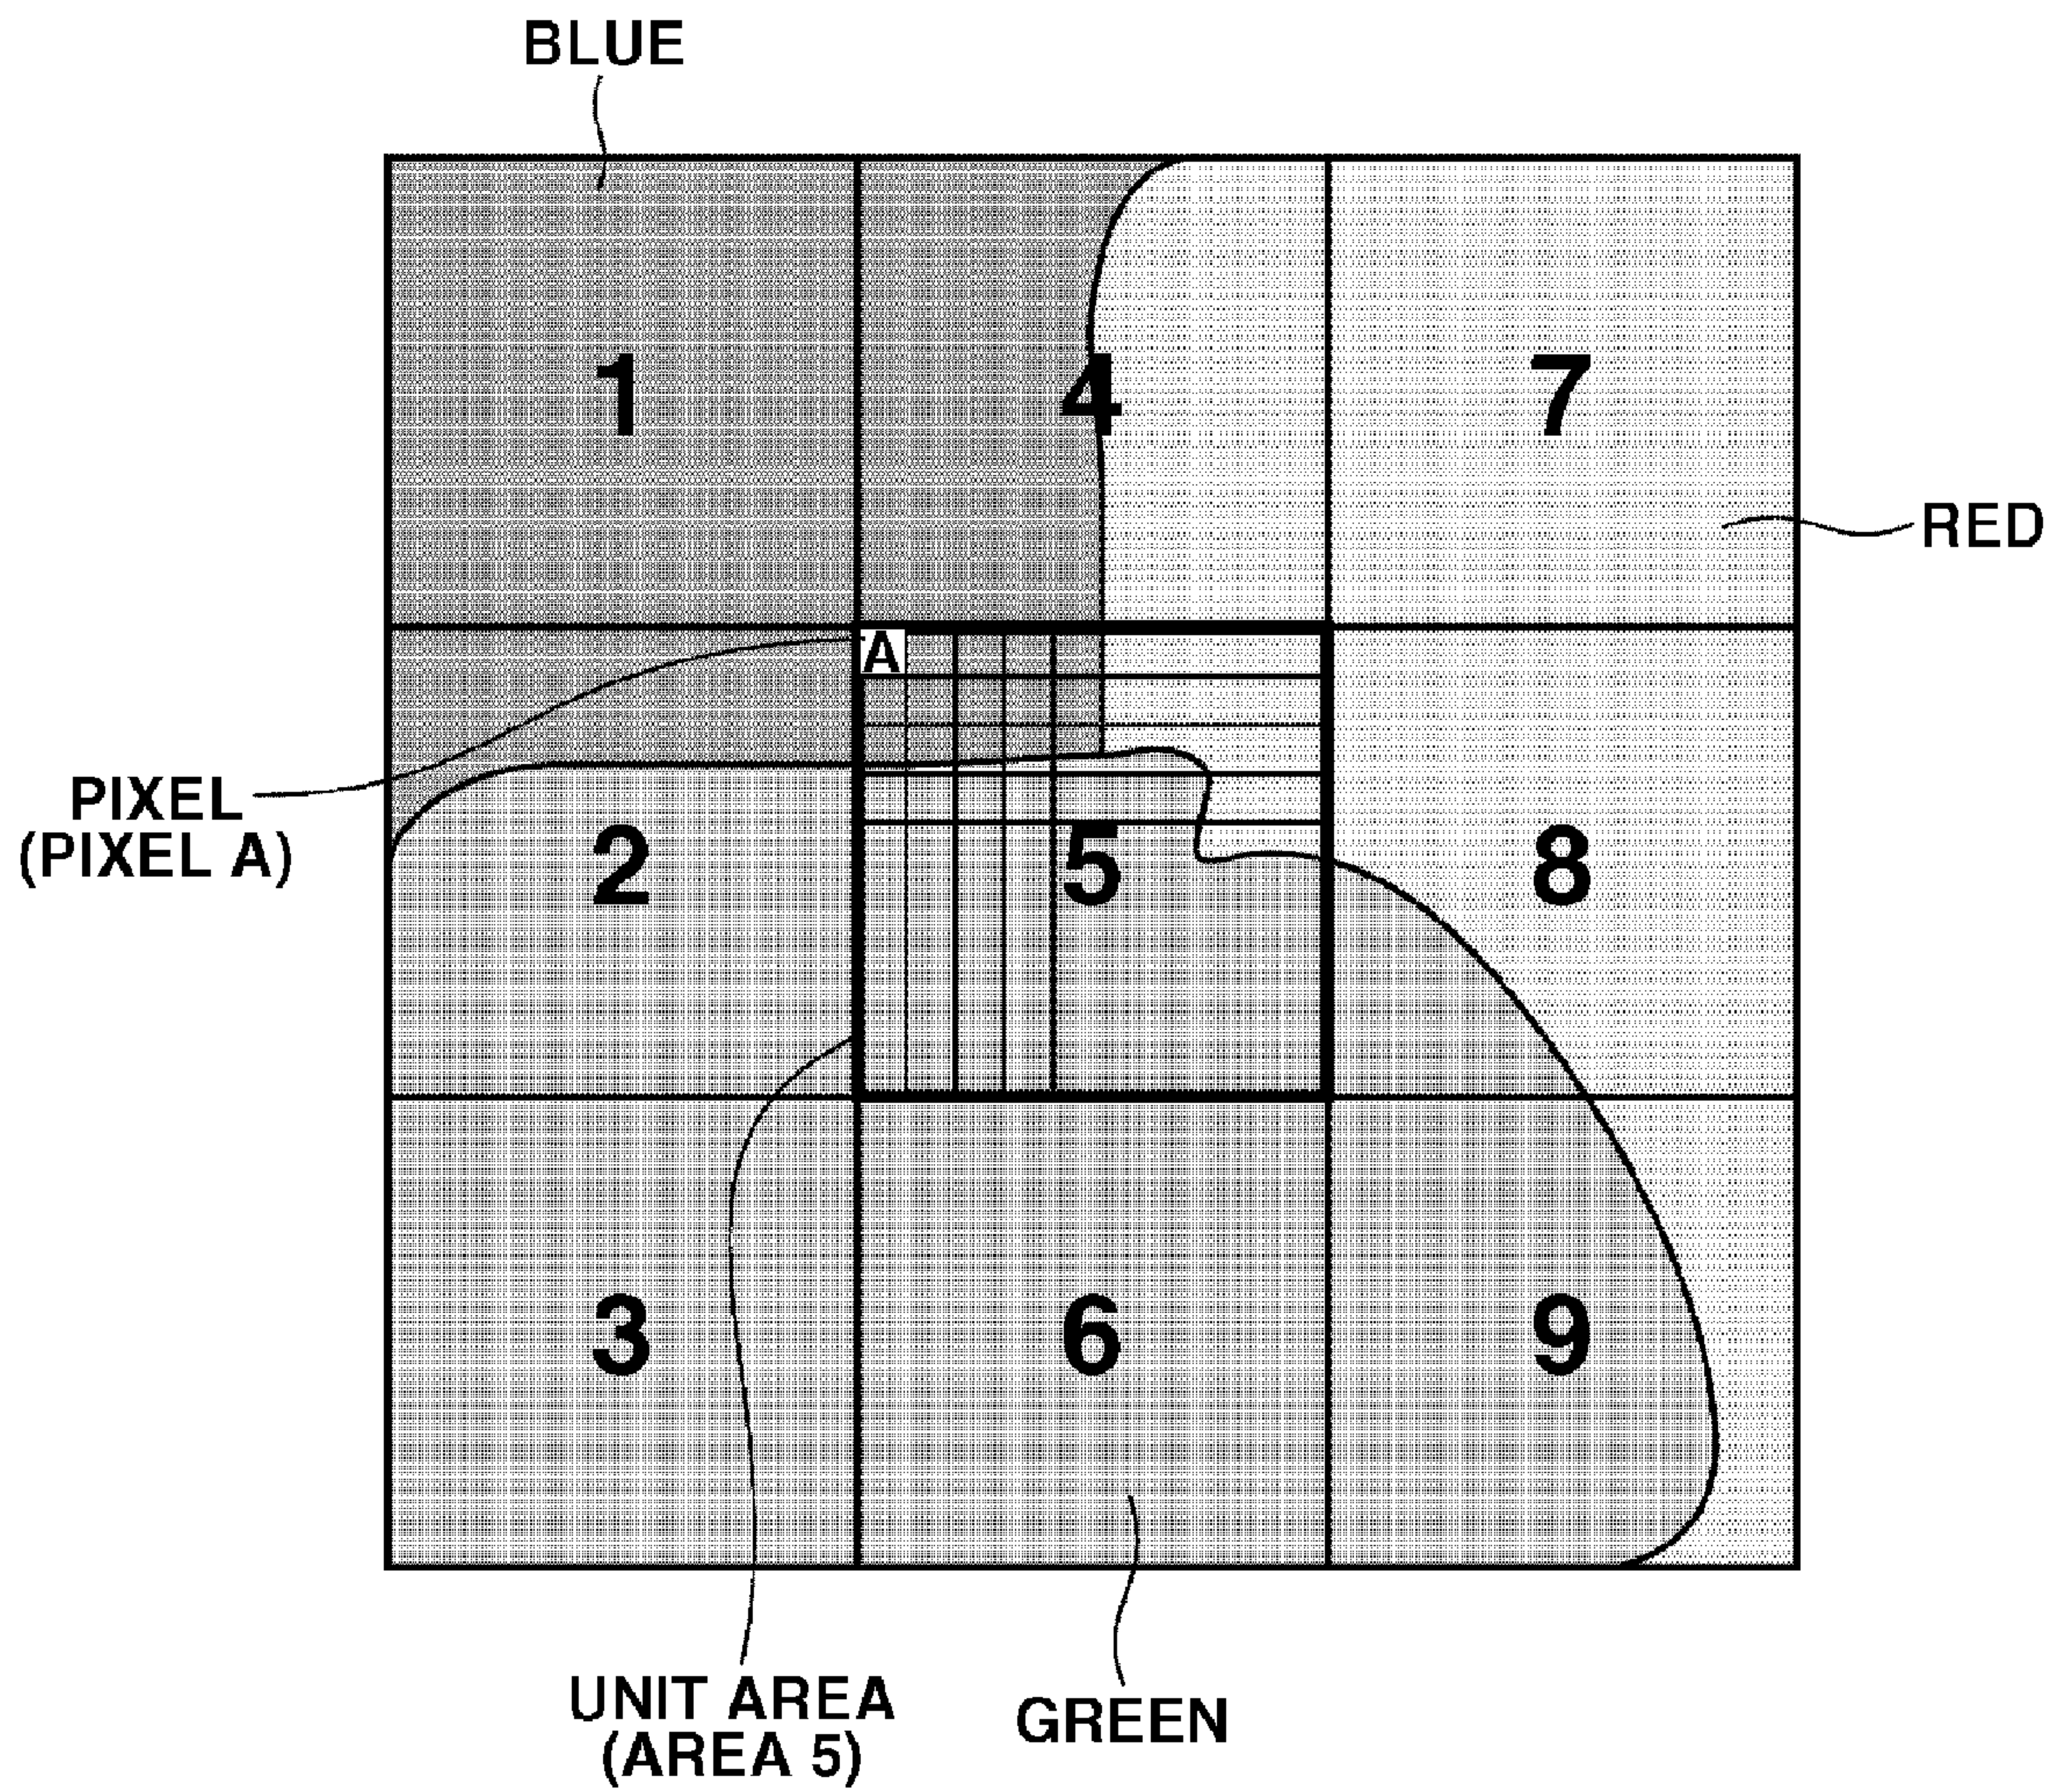 BLUE
1
4
7
RED
A
PIXEL
(PIXEL A)
2
5
8
3
6
9
UNIT AREA
(AREA 5)
GREEN